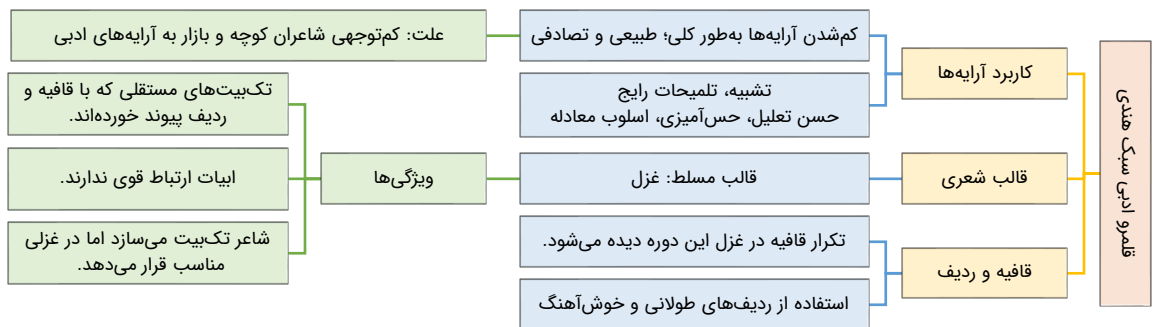 قلمرو ادبی سبک هندی
کاربرد آرایه‌ها
کم‌شدن آرایه‌ها به‌طور کلی؛ طبیعی و تصادفی
علت: کم‌توجهی شاعران کوچه و بازار به آرایه‌های ادبی
تشبیه، تلمیحات رایج
حسن تعلیل، حس‌آمیزی، اسلوب معادله
قالب شعری
قالب مسلط: غزل
ویژگی‌ها
تک‌بیت‌های مستقلی که با قافیه و
ردیف پیوند خورده‌اند.
ابیات ارتباط قوی ندارند.
شاعر تک‌بیت می‌سازد اما در غزلی
مناسب قرار می‌دهد.
قافیه و ردیف
تکرار قافیه در غزل این دوره دیده می‌شود.
استفاده از ردیف‌های طولانی و خوش‌آهنگ